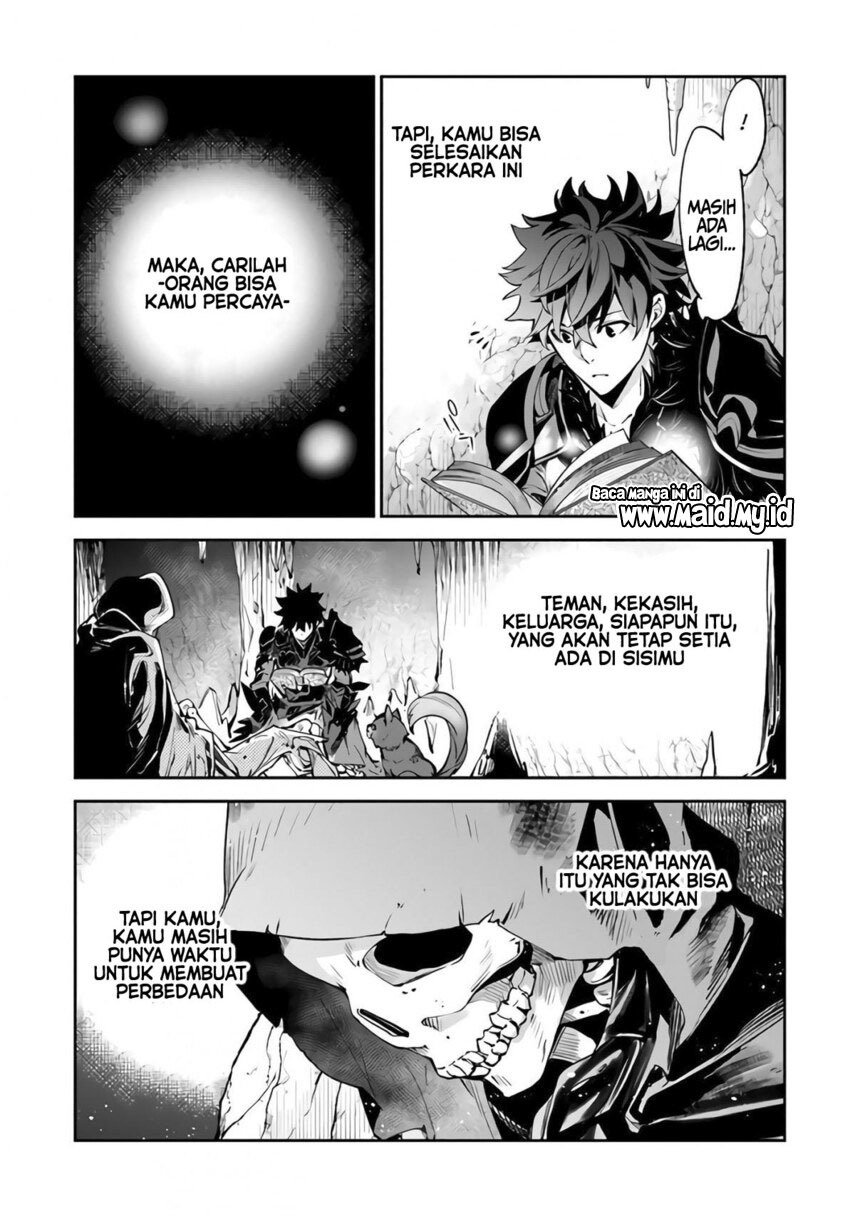 !
MASIH
ADA
LAGI...
TAPI, KAMU BISA
SELESAIKAN
PERKARA INI
MAKA, CARILAH
-ORANG BISA
KAMU PERCAYA-
Baca Manga ini di
www.Maid.My.id
TEMAN, KEKASIH,
KELUARGA, SIAPAPUN ITU,
YANG AKAN TETAP SETIA
ADA DI SISIMU
KARENA HANYA
ITU YANG TAK BISA
KULAKUKAN
TAPI KAMU,
KAMU MASIH
PUNYA WAKTU
UNTUK MEMBUAT
PERBEDAAN